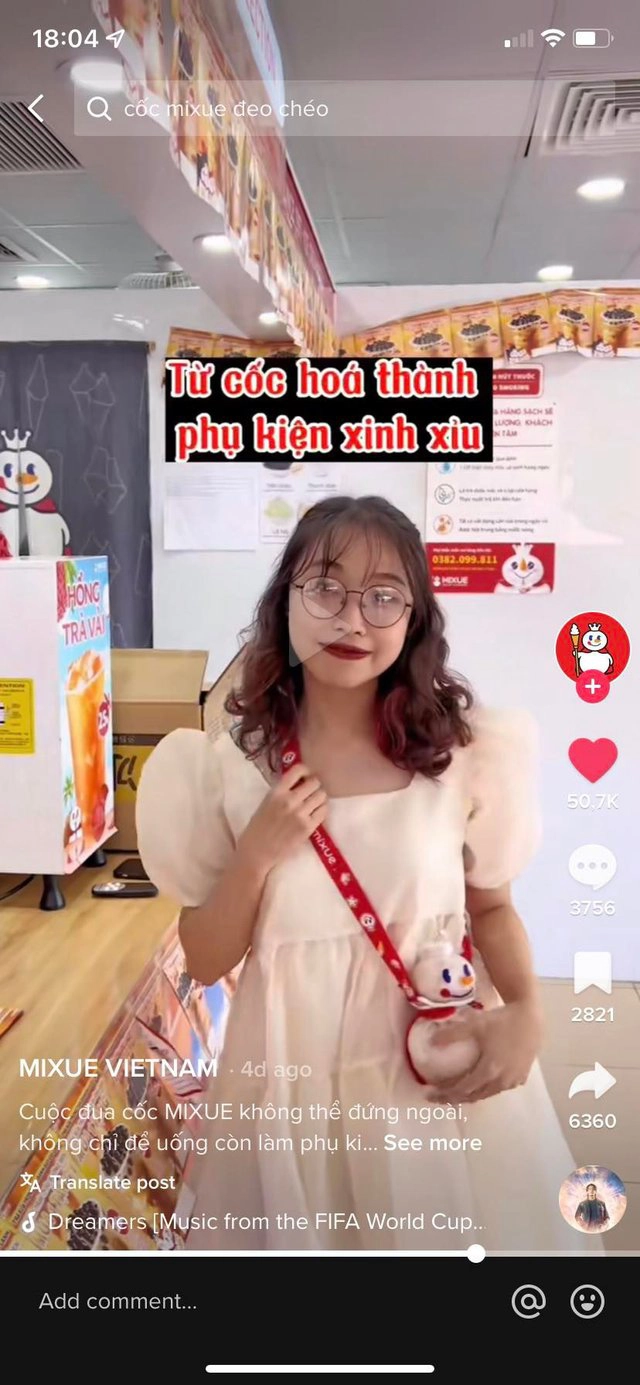 18:04
cốc mixue đeo chéo
Từ cốc hoá thành
phụ kiện xinh xỉu
HỒNG
TRÀ VẢI
0382.099.811
MIXUE
mixue
50,7K
3756
2821
6360
MIXUE VIETNAM · 4d ago
Cuộc đua cốc MIXUE không thể đứng ngoài,
không chỉ để uống còn làm phụ ki... See more
Translate post
Dreamers [Music from the FIFA World Cup...
Add comment...